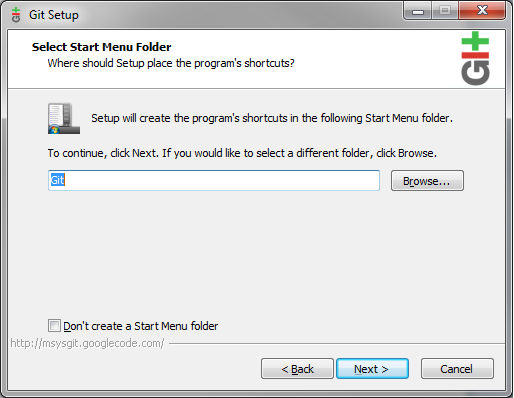 Git Setup
Select Start Menu Folder
Where should Setup place the program's shortcuts?
Git
Setup will create the program's shortcuts in the following Start Menu folder.
To continue, click Next. If you would like to select a different folder, click Browse.
Git
Browse...
Don't create a Start Menu folder
http://msysgit.googlecode.com/
< Back
Next >
Cancel